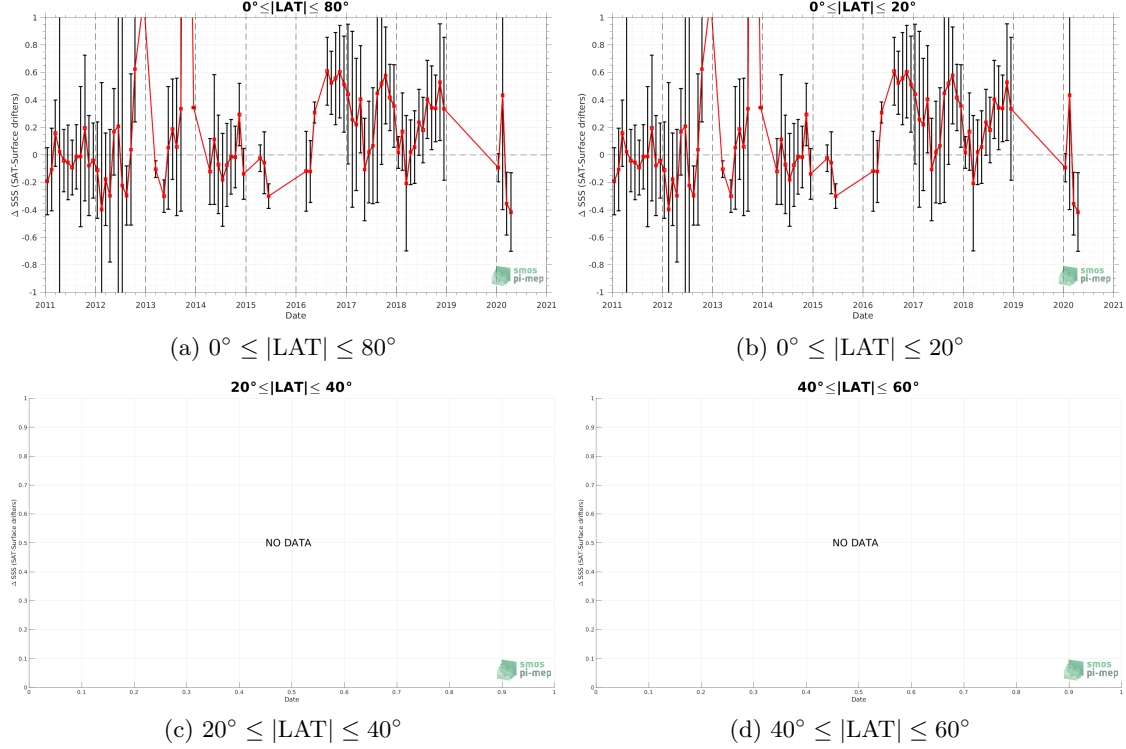 0°≤|LAT|≤ 80°
Δ SSS (SAT-Surface drifters)
1
0.8
0.6
0.4
0.2
0
-0.2
-0.4
-0.6
-0.8
-1
2011 2012 2013 2014 2015 2016 2017 2018 2019 2020 2021
Date
smos
pi-mep
(a) 0° ≤ |LAT| ≤ 80°
0°≤|LAT|≤ 20°
Δ SSS (SAT-Surface drifters)
1
0.8
0.6
0.4
0.2
0
-0.2
-0.4
-0.6
-0.8
-1
2011 2012 2013 2014 2015 2016 2017 2018 2019 2020 2021
Date
smos
pi-mep
(b) 0° ≤ |LAT| ≤ 20°
20°≤|LAT|≤ 40°
Δ SSS (SAT-Surface drifters)
1
0.9
0.8
0.7
0.6
0.5
0.4
0.3
0.2
0.1
0
NO DATA
0 0.1 0.2 0.3 0.4 0.5 0.6 0.7 0.8 0.9 1
Date
smos
pi-mep
(c) 20° ≤ |LAT| ≤ 40°
40°≤|LAT|≤ 60°
Δ SSS (SAT-Surface drifters)
1
0.9
0.8
0.7
0.6
0.5
0.4
0.3
0.2
0.1
0
NO DATA
0 0.1 0.2 0.3 0.4 0.5 0.6 0.7 0.8 0.9 1
Date
smos
pi-mep
(d) 40° ≤ |LAT| ≤ 60°